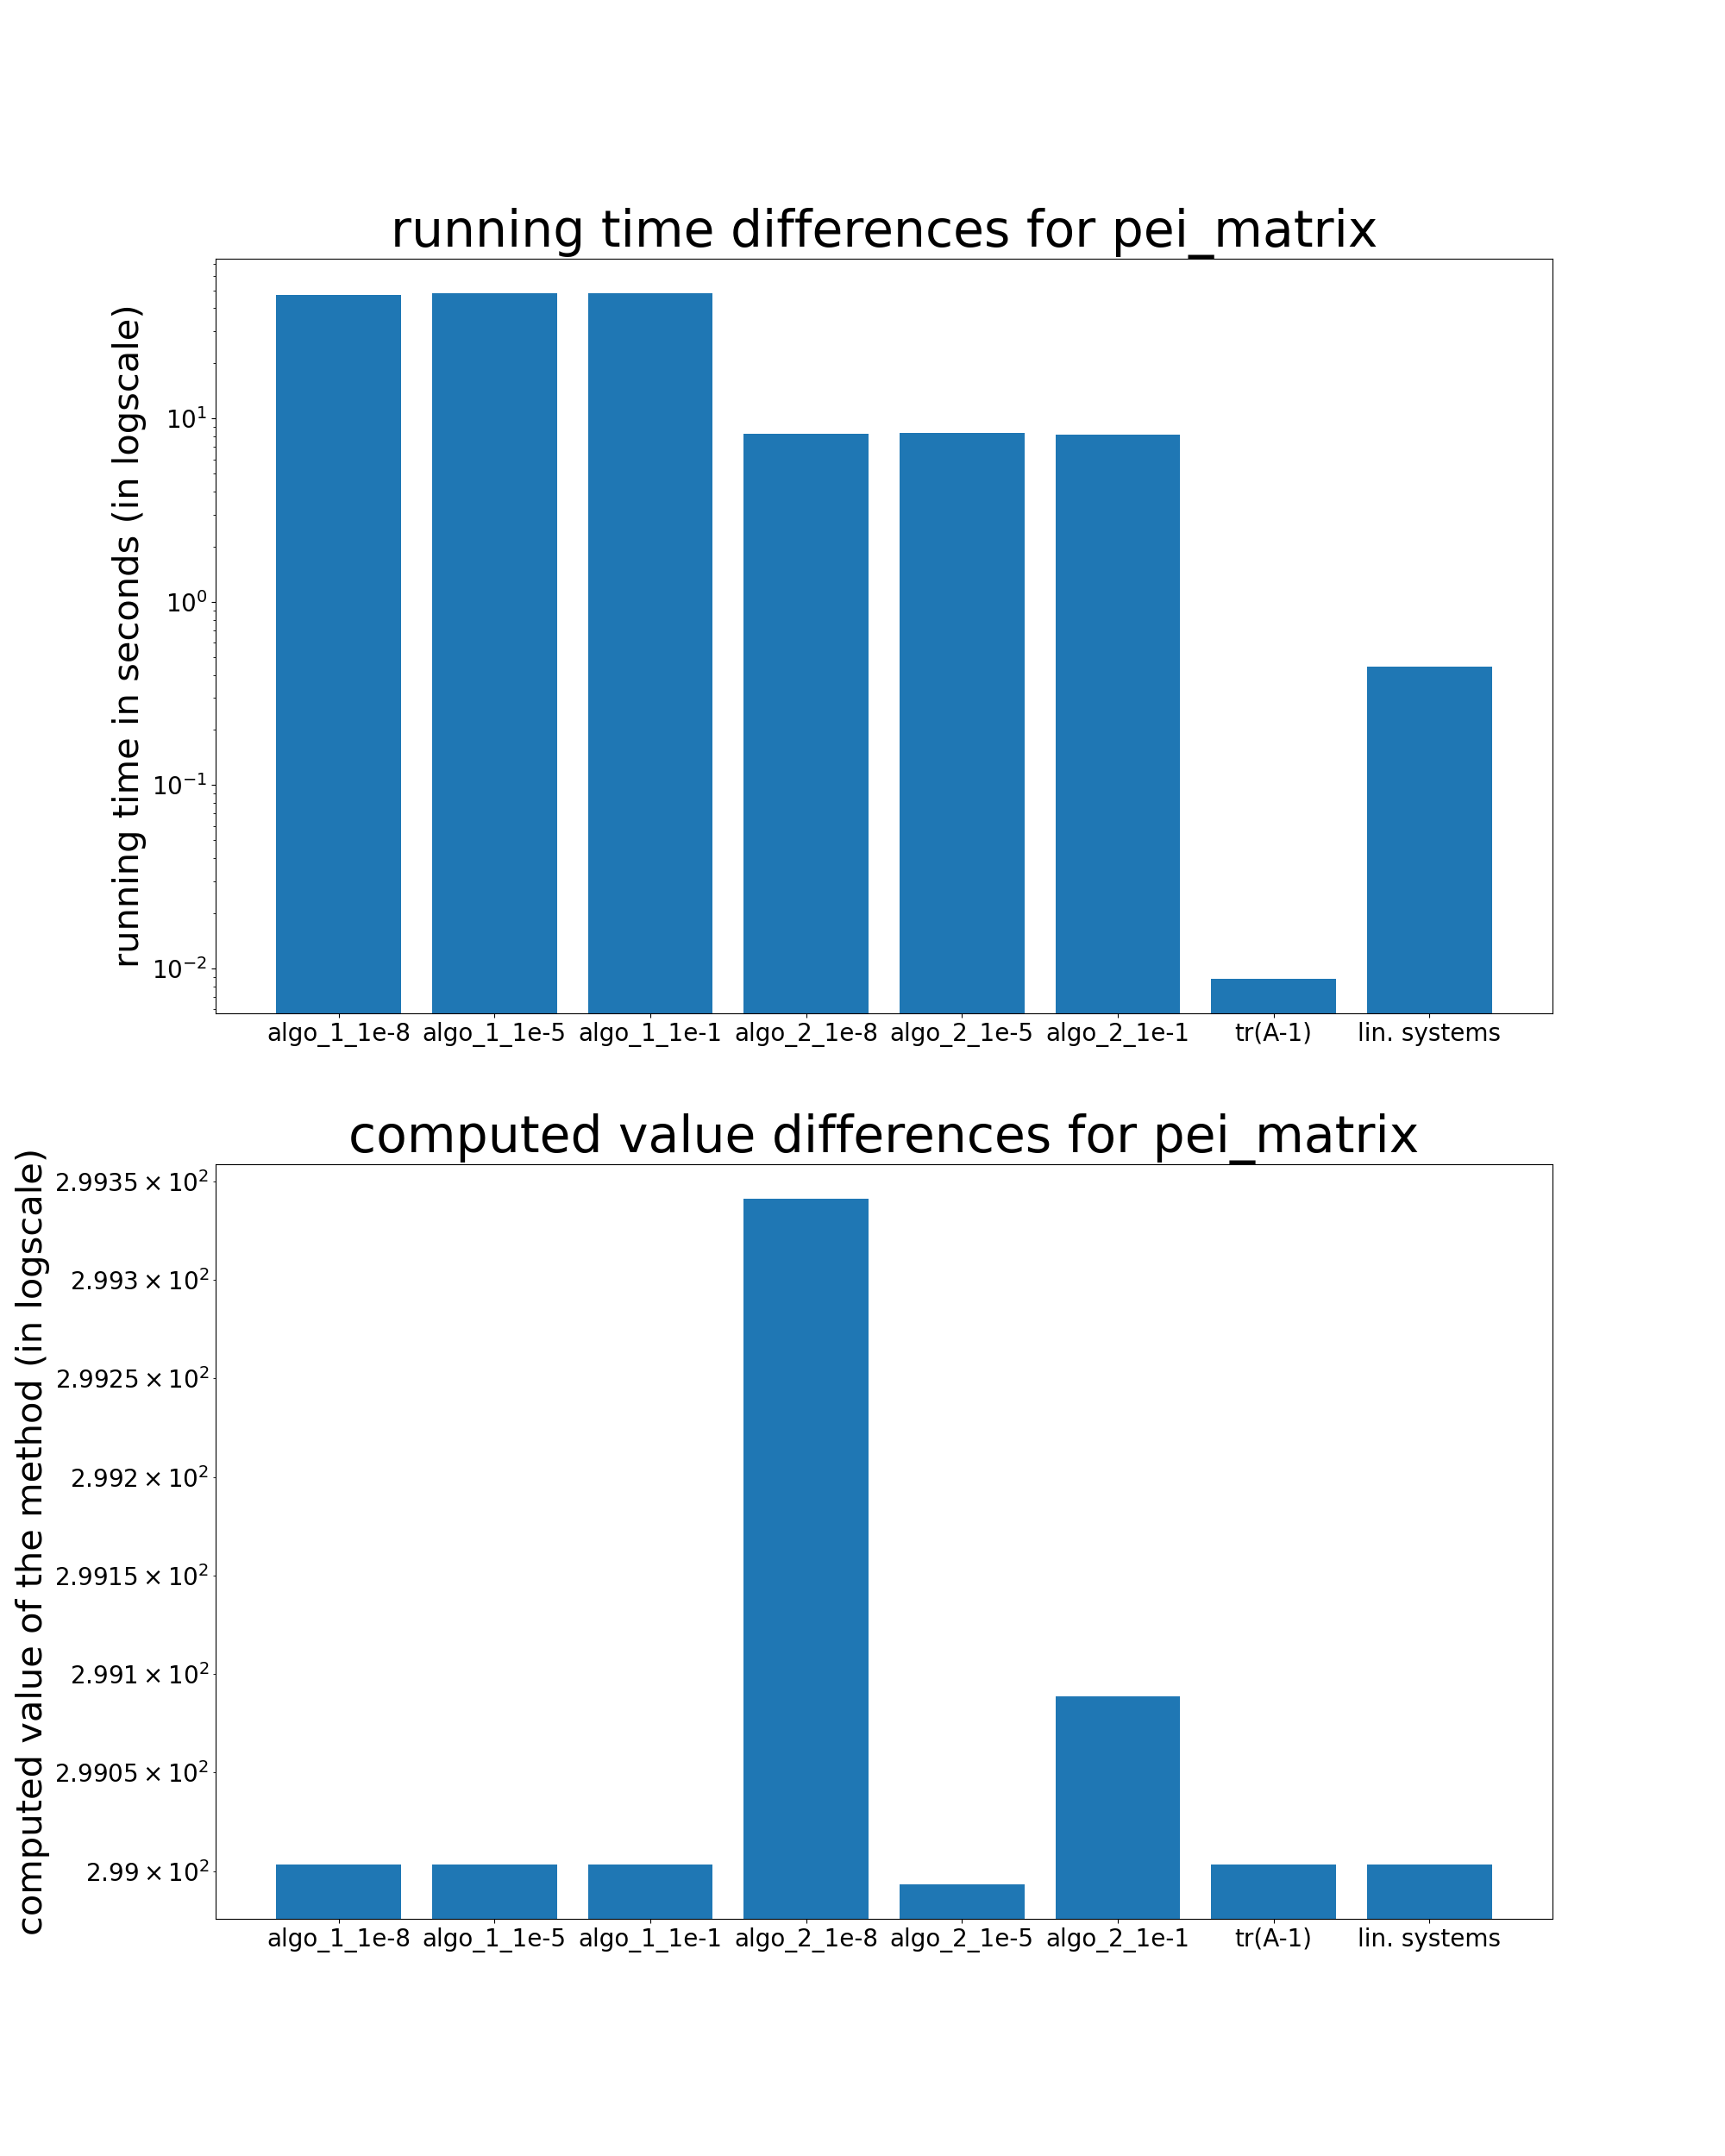 running time differences for pei_matrix
running time in seconds (in logscale)
10¹
10⁰
10⁻¹
10⁻²
algo_1_1e-8 algo_1_1e-5 algo_1_1e-1 algo_2_1e-8 algo_2_1e-5 algo_2_1e-1 tr(A-1) lin. systems
computed value differences for pei_matrix
computed value of the method (in logscale)
2.9935 × 10²
2.993 × 10²
2.9925 × 10²
2.992 × 10²
2.9915 × 10²
2.991 × 10²
2.9905 × 10²
2.99 × 10²
algo_1_1e-8 algo_1_1e-5 algo_1_1e-1 algo_2_1e-8 algo_2_1e-5 algo_2_1e-1 tr(A-1) lin. systems